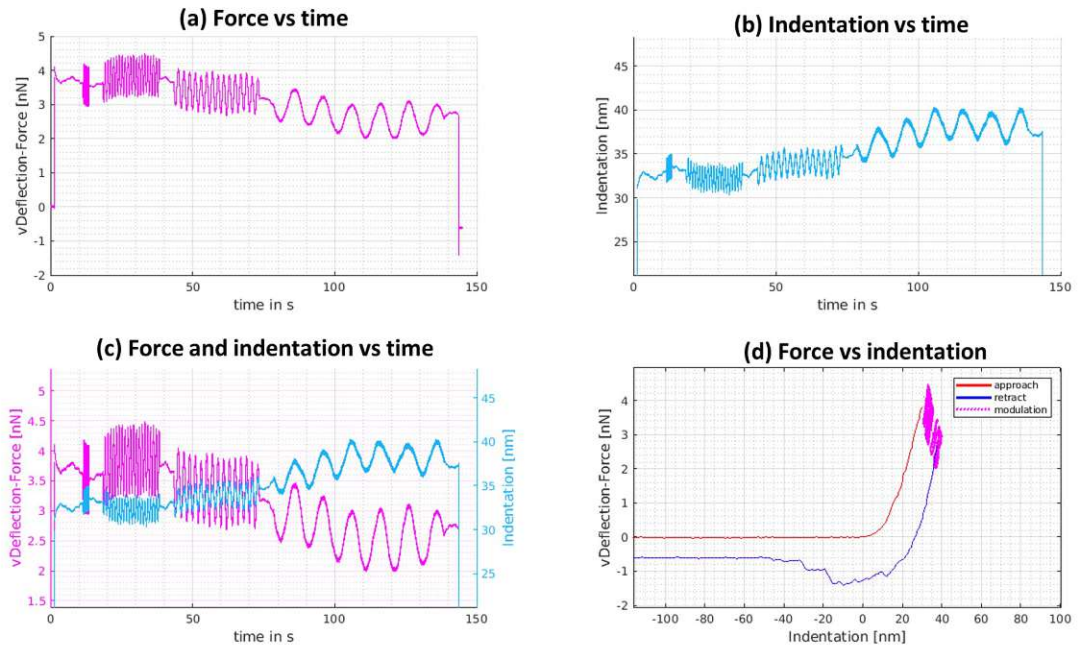 (a) Force vs time
5
4
3
2
1
0
-1
-2
vDeflection-Force [nN]
0 50 100 150
time in s
(b) Indentation vs time
45
40
35
30
25
Indentation [nm]
0 50 100 150
time in s
(c) Force and indentation vs time
5
4.5
4
3.5
3
2.5
2
1.5
vDeflection-Force [nN]
45
40
35
30
25
Indentation [nm]
0 50 100 150
time in s
(d) Force vs indentation
approach
retract
modulation
4
3
2
1
0
-1
-2
vDeflection-Force [nN]
-100 -80 -60 -40 -20 0 20 40 60 80 100
Indentation [nm]